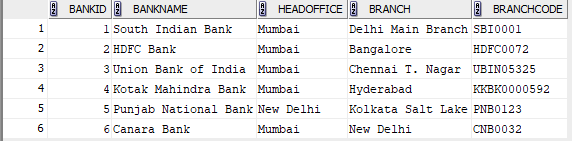 BANKID BANKNAME HEADOFFICE BRANCH BRANCHCODE
1 1 South Indian Bank Mumbai Delhi Main Branch SBI0001
2 2 HDFC Bank Mumbai Bangalore HDFC0072
3 3 Union Bank of India Mumbai Chennai T. Nagar UBIN05325
4 4 Kotak Mahindra Bank Mumbai Hyderabad KKBK0000592
5 5 Punjab National Bank New Delhi Kolkata Salt Lake PNB0123
6 6 Canara Bank Mumbai New Delhi CNB0032